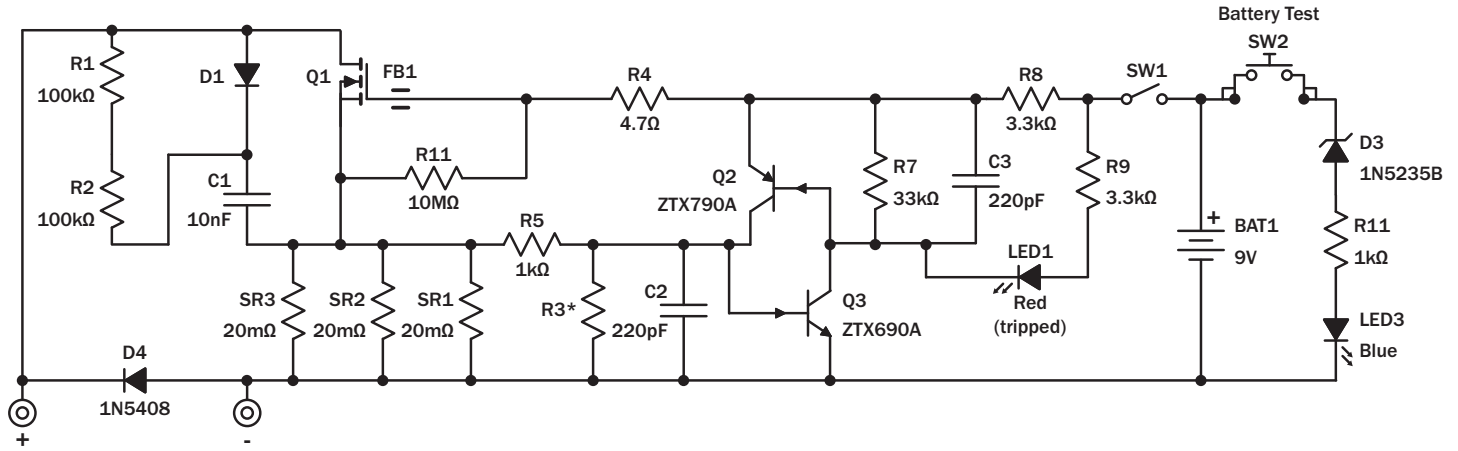 Battery Test
SW2
R1
100kΩ
D1
Q1
FB1
R4
4.7Ω
R8
3.3kΩ
SW1
D3
1N5235B
R2
100kΩ
C1
10nF
R11
10MΩ
Q2
ZTX790A
R7
33kΩ
C3
220pF
R9
3.3kΩ
+
BAT1
9V
R11
1kΩ
R5
1kΩ
LED1
Red
(tripped)
SR3
20mΩ
SR2
20mΩ
SR1
20mΩ
R3*
C2
220pF
Q3
ZTX690A
LED3
Blue
D4
1N5408
+
-